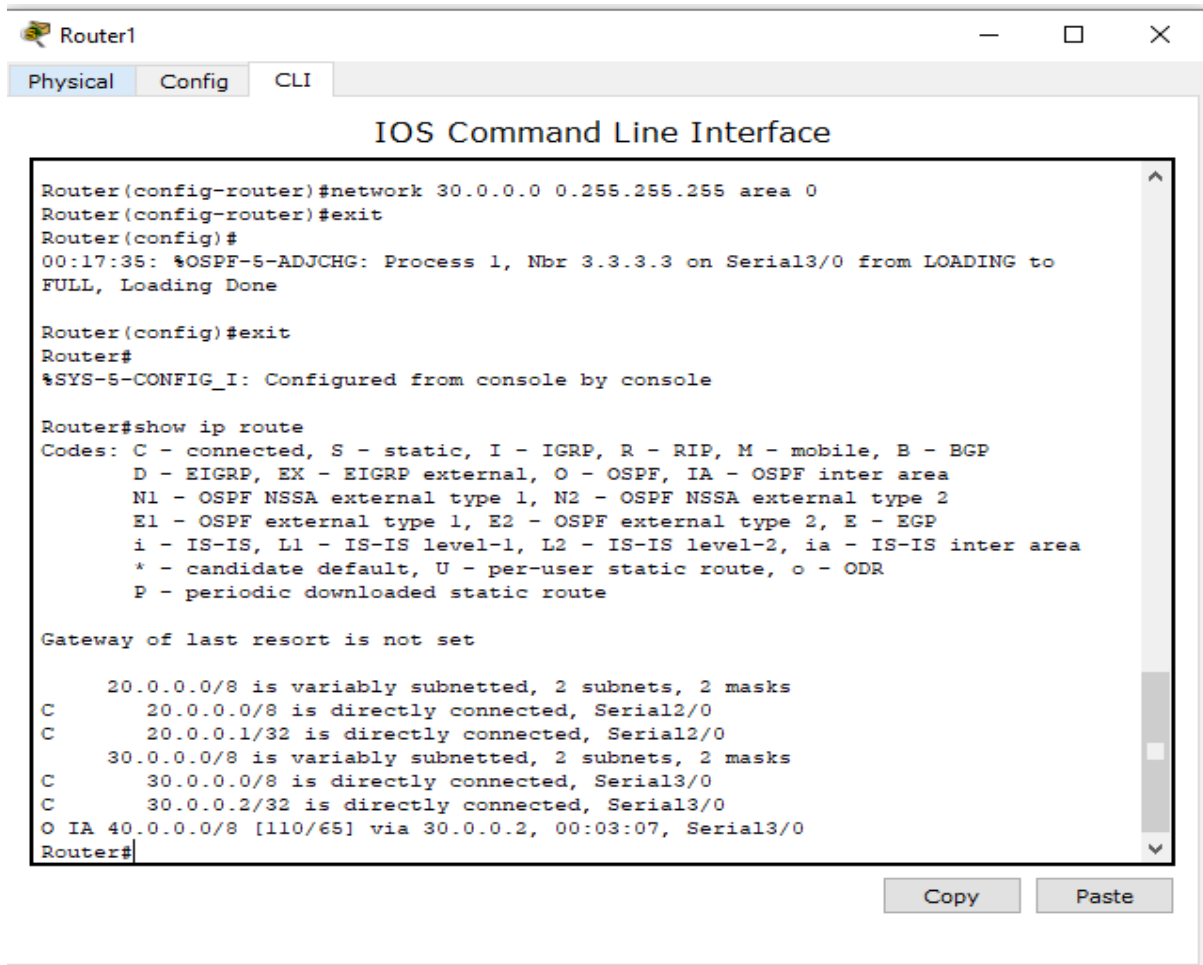 Router1
Physical Config CLI
IOS Command Line Interface
Router(config-router)#network 30.0.0.0 0.255.255.255 area 0
Router(config-router)#exit
Router(config)#
00:17:35: %OSPF-5-ADJCHG: Process 1, Nbr 3.3.3.3 on Serial3/0 from LOADING to
FULL, Loading Done
Router(config)#exit
Router#
%SYS-5-CONFIG_I: Configured from console by console
Router#show ip route
Codes: C - connected, S - static, I - IGRP, R - RIP, M - mobile, B - BGP
D - EIGRP, EX - EIGRP external, O - OSPF, IA - OSPF inter area
N1 - OSPF NSSA external type 1, N2 - OSPF NSSA external type 2
E1 - OSPF external type 1, E2 - OSPF external type 2, E - EGP
i - IS-IS, L1 - IS-IS level-1, L2 - IS-IS level-2, ia - IS-IS inter area
* - candidate default, U - per-user static route, o - ODR
P - periodic downloaded static route
Gateway of last resort is not set
20.0.0.0/8 is variably subnetted, 2 subnets, 2 masks
C 20.0.0.0/8 is directly connected, Serial2/0
C 20.0.0.1/32 is directly connected, Serial2/0
30.0.0.0/8 is variably subnetted, 2 subnets, 2 masks
C 30.0.0.0/8 is directly connected, Serial3/0
C 30.0.0.2/32 is directly connected, Serial3/0
O IA 40.0.0.0/8 [110/65] via 30.0.0.2, 00:03:07, Serial3/0
Router#
Copy Paste